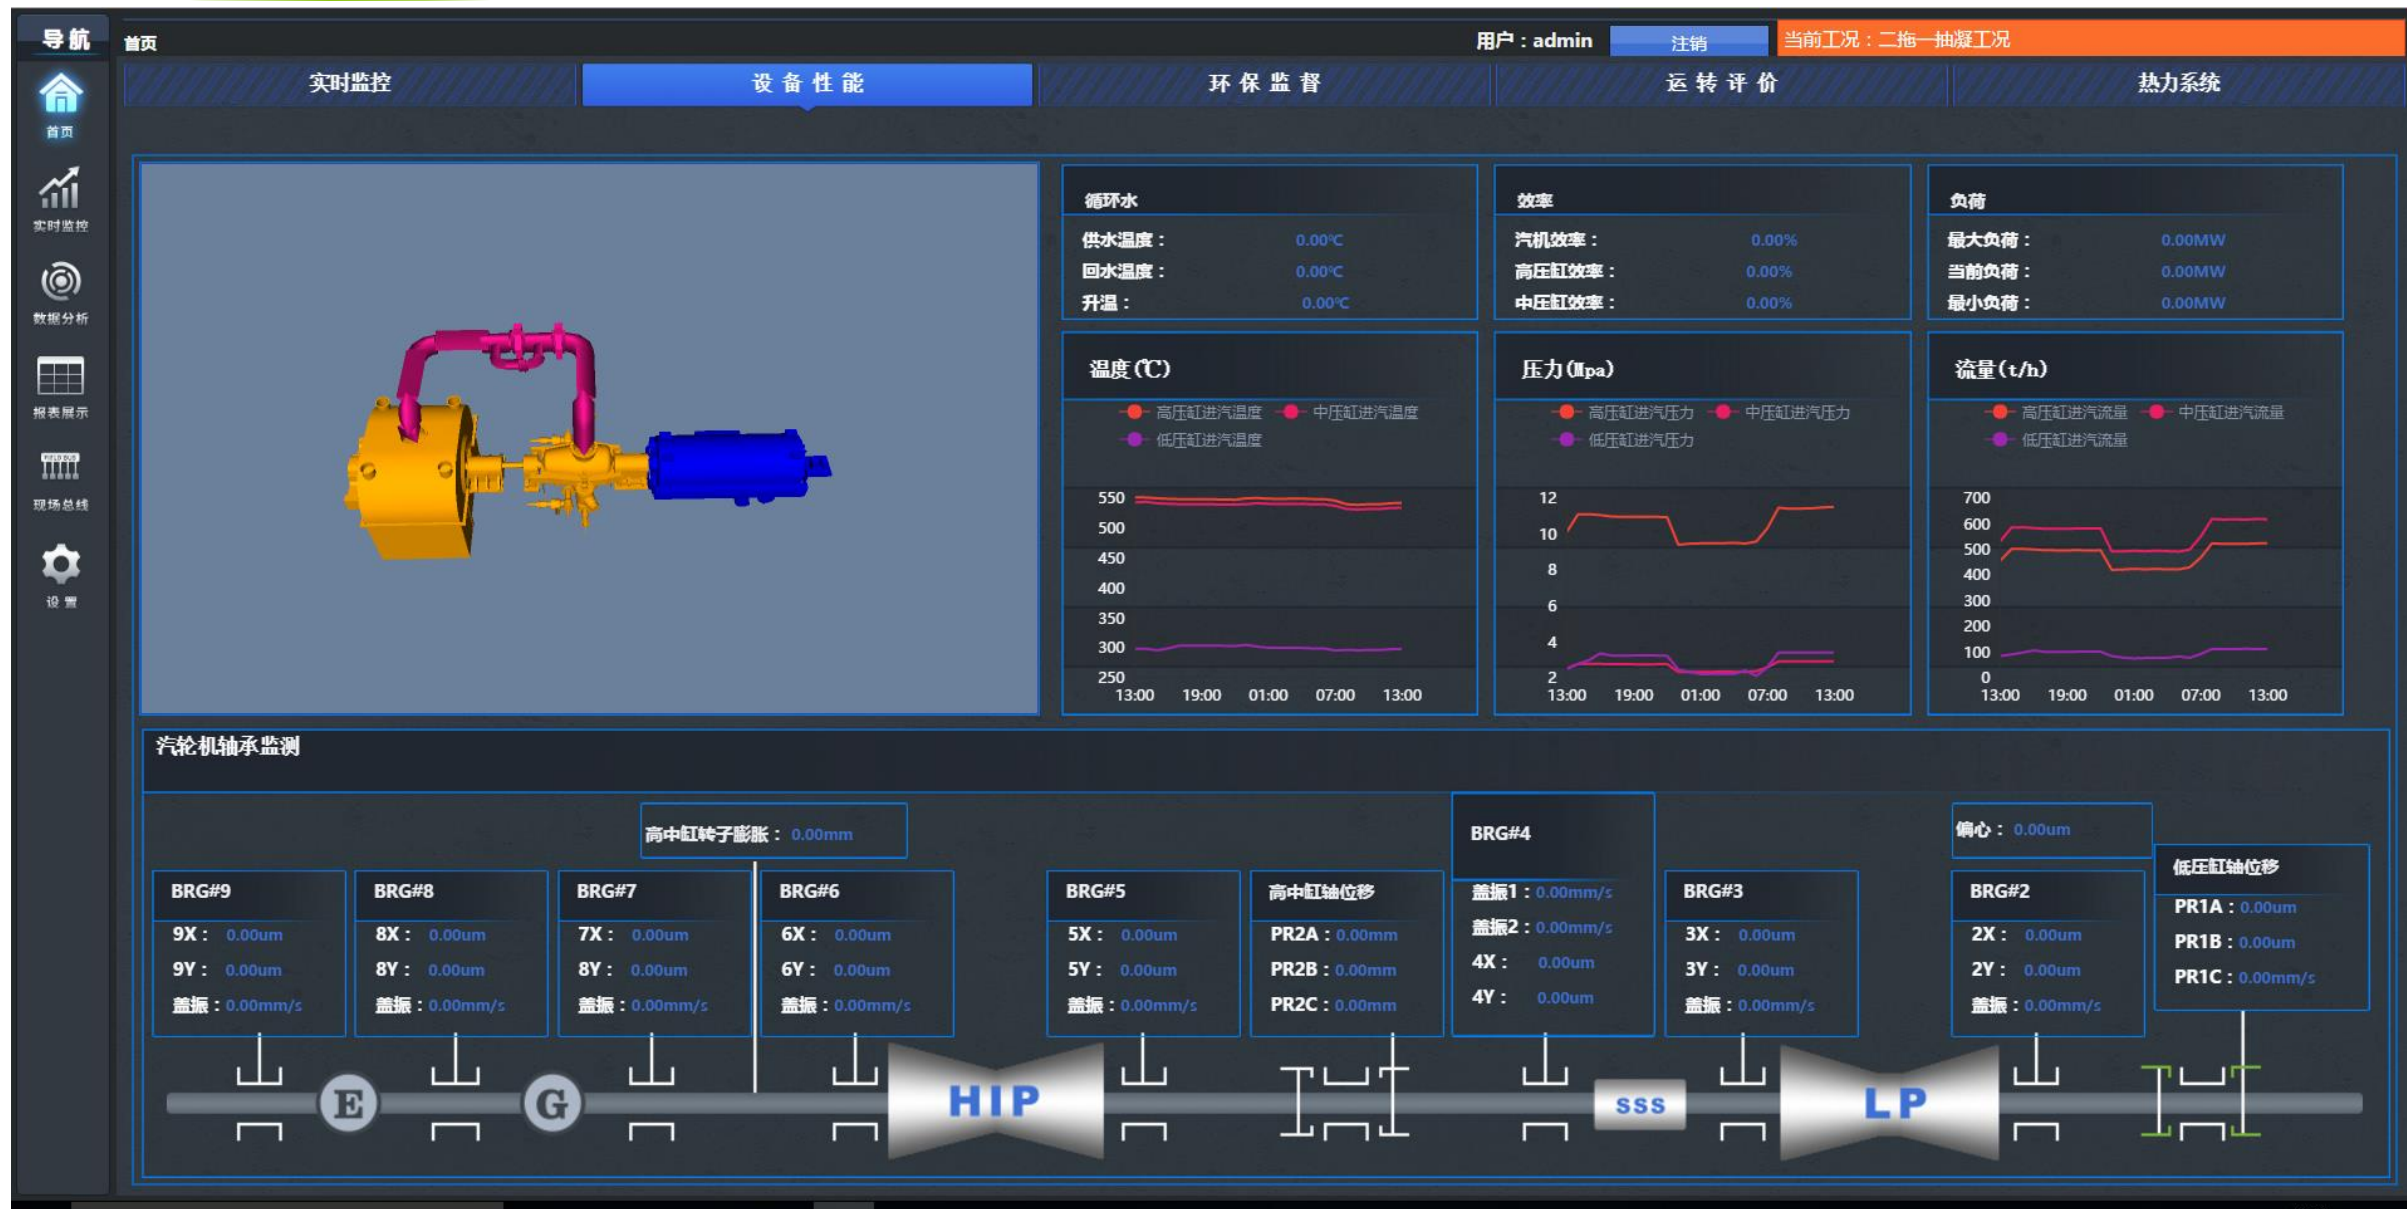 导航
首页
用户：admin
注销
当前工况：二拖一抽凝工况
实时监控
设备性能
环保监督
运转评价
热力系统
首页
实时监控
数据分析
报表展示
FIELD BUS
现场总线
设置
循环水
供水温度： 0.00℃
回水温度： 0.00℃
升温： 0.00℃
效率
汽机效率： 0.00%
高压缸效率： 0.00%
中压缸效率： 0.00%
负荷
最大负荷： 0.00MW
当前负荷： 0.00MW
最小负荷： 0.00MW
温度(℃)
高压缸进汽温度 中压缸进汽温度
低压缸进汽温度
550
500
450
400
350
300
250
13:00 19:00 01:00 07:00 13:00
压力(Mpa)
高压缸进汽压力 中压缸进汽压力
低压缸进汽压力
12
10
8
6
4
2
13:00 19:00 01:00 07:00 13:00
流量(t/h)
高压缸进汽流量 中压缸进汽流量
低压缸进汽流量
700
600
500
400
300
200
100
0
13:00 19:00 01:00 07:00 13:00
汽轮机轴承监测
高中缸转子膨胀： 0.00mm
偏心： 0.00um
BRG#9
9X： 0.00um
9Y： 0.00um
盖振：0.00mm/s
BRG#8
8X： 0.00um
8Y： 0.00um
盖振：0.00mm/s
BRG#7
7X： 0.00um
8Y： 0.00um
盖振：0.00mm/s
BRG#6
6X： 0.00um
6Y： 0.00um
盖振：0.00mm/s
BRG#5
5X： 0.00um
5Y： 0.00um
盖振：0.00mm/s
高中缸轴位移
PR2A：0.00mm
PR2B：0.00mm
PR2C：0.00mm
BRG#4
盖振1：0.00mm/s
盖振2：0.00mm/s
4X： 0.00um
4Y： 0.00um
BRG#3
3X： 0.00um
3Y： 0.00um
盖振：0.00mm/s
BRG#2
2X： 0.00um
2Y： 0.00um
盖振：0.00mm/s
低压缸轴位移
PR1A：0.00um
PR1B：0.00um
PR1C：0.00mm/s
E
G
HIP
SSS
LP